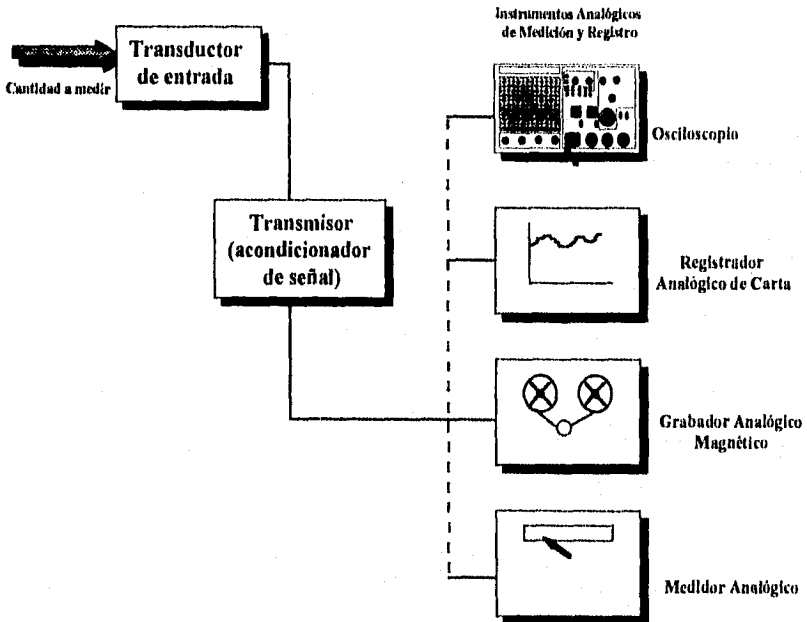 Instrumentos Analógicos
de Medición y Registro
Transductor
de entrada
Cantidad a medir
Osciloscopio
Transmisor
(acondicionador
de señal)
Registrador
Analógico de Carta
Grabador Analógico
Magnético
Medidor Analógico